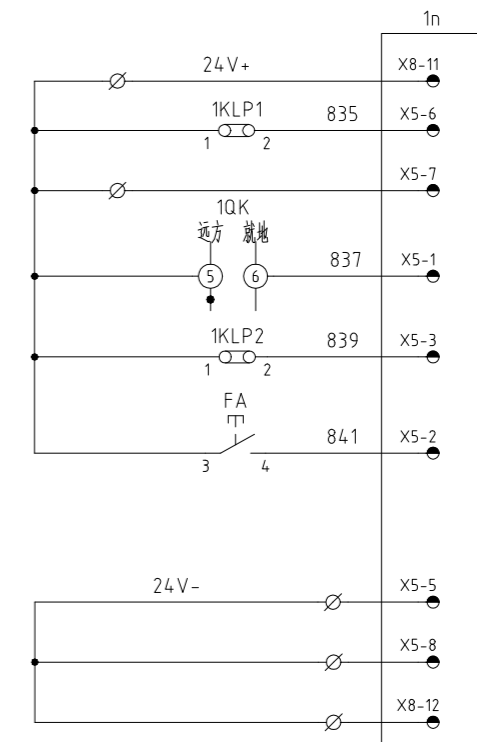 1n
24V+ X8-11
1KLP1 835 X5-6
1 2
X5-7
1QK
远方 就地
5 6 837 X5-1
1KLP2 839 X5-3
1 2
FA
841 X5-2
3 4
24V- X5-5
X5-8
X8-12